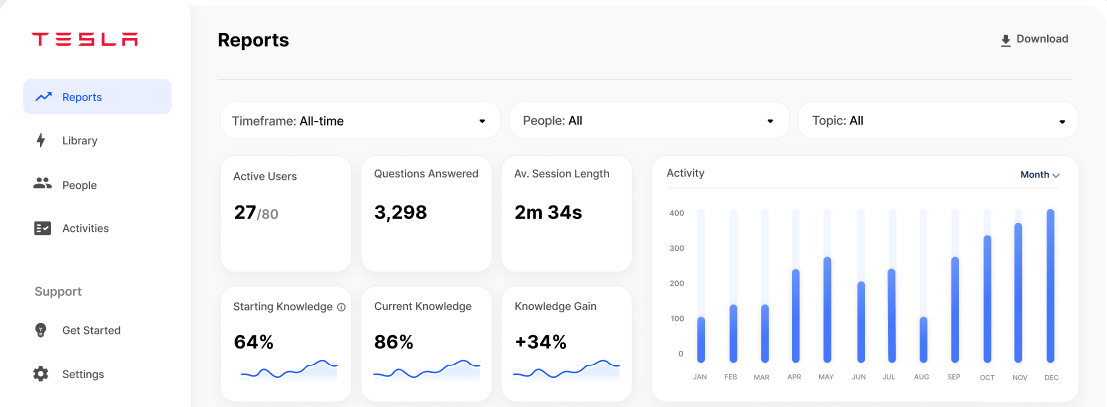 TESLA
Reports
Library
People
Activities
Support
Get Started
Settings
Reports
Download
Timeframe: All-time
People: All
Topic: All
Active Users
27/80
Questions Answered
3,298
Av. Session Length
2m 34s
Starting Knowledge
64%
Current Knowledge
86%
Knowledge Gain
+34%
Activity
Month
400
300
200
100
0
JAN FEB MAR APR MAY JUN JUL AUG SEP OCT NOV DEC